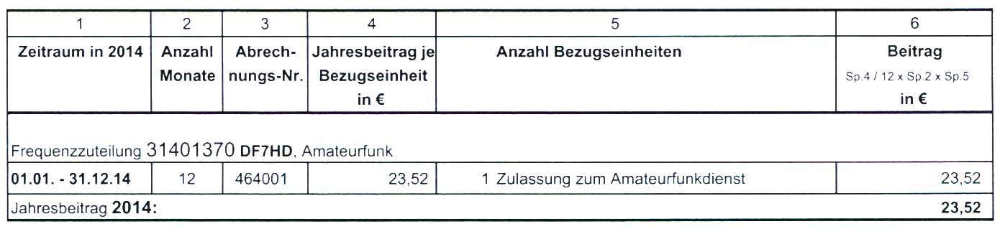 1 2 3 4 5 6
Zeitraum in 2014 Anzahl Abrech- Jahresbeitrag je Anzahl Bezugseinheiten Beitrag
Monate nungs-Nr. Bezugseinheit Sp.4 / 12 x Sp.2 x Sp.5
in € in €
Frequenzzuteilung 31401370 DF7HD, Amateurfunk
01.01. - 31.12.14 12 464001 23,52 1 Zulassung zum Amateurfunkdienst 23,52
Jahresbeitrag 2014: 23,52